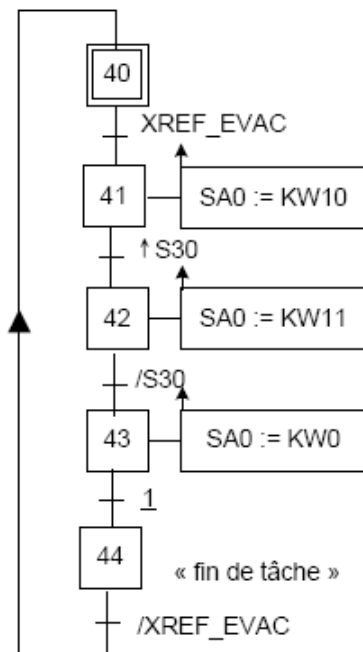 40
XREF_EVAC
41
SA0 := KW10
↑S30
42
SA0 := KW11
/S30
43
SA0 := KW0
1
44
« fin de tâche »
/XREF_EVAC